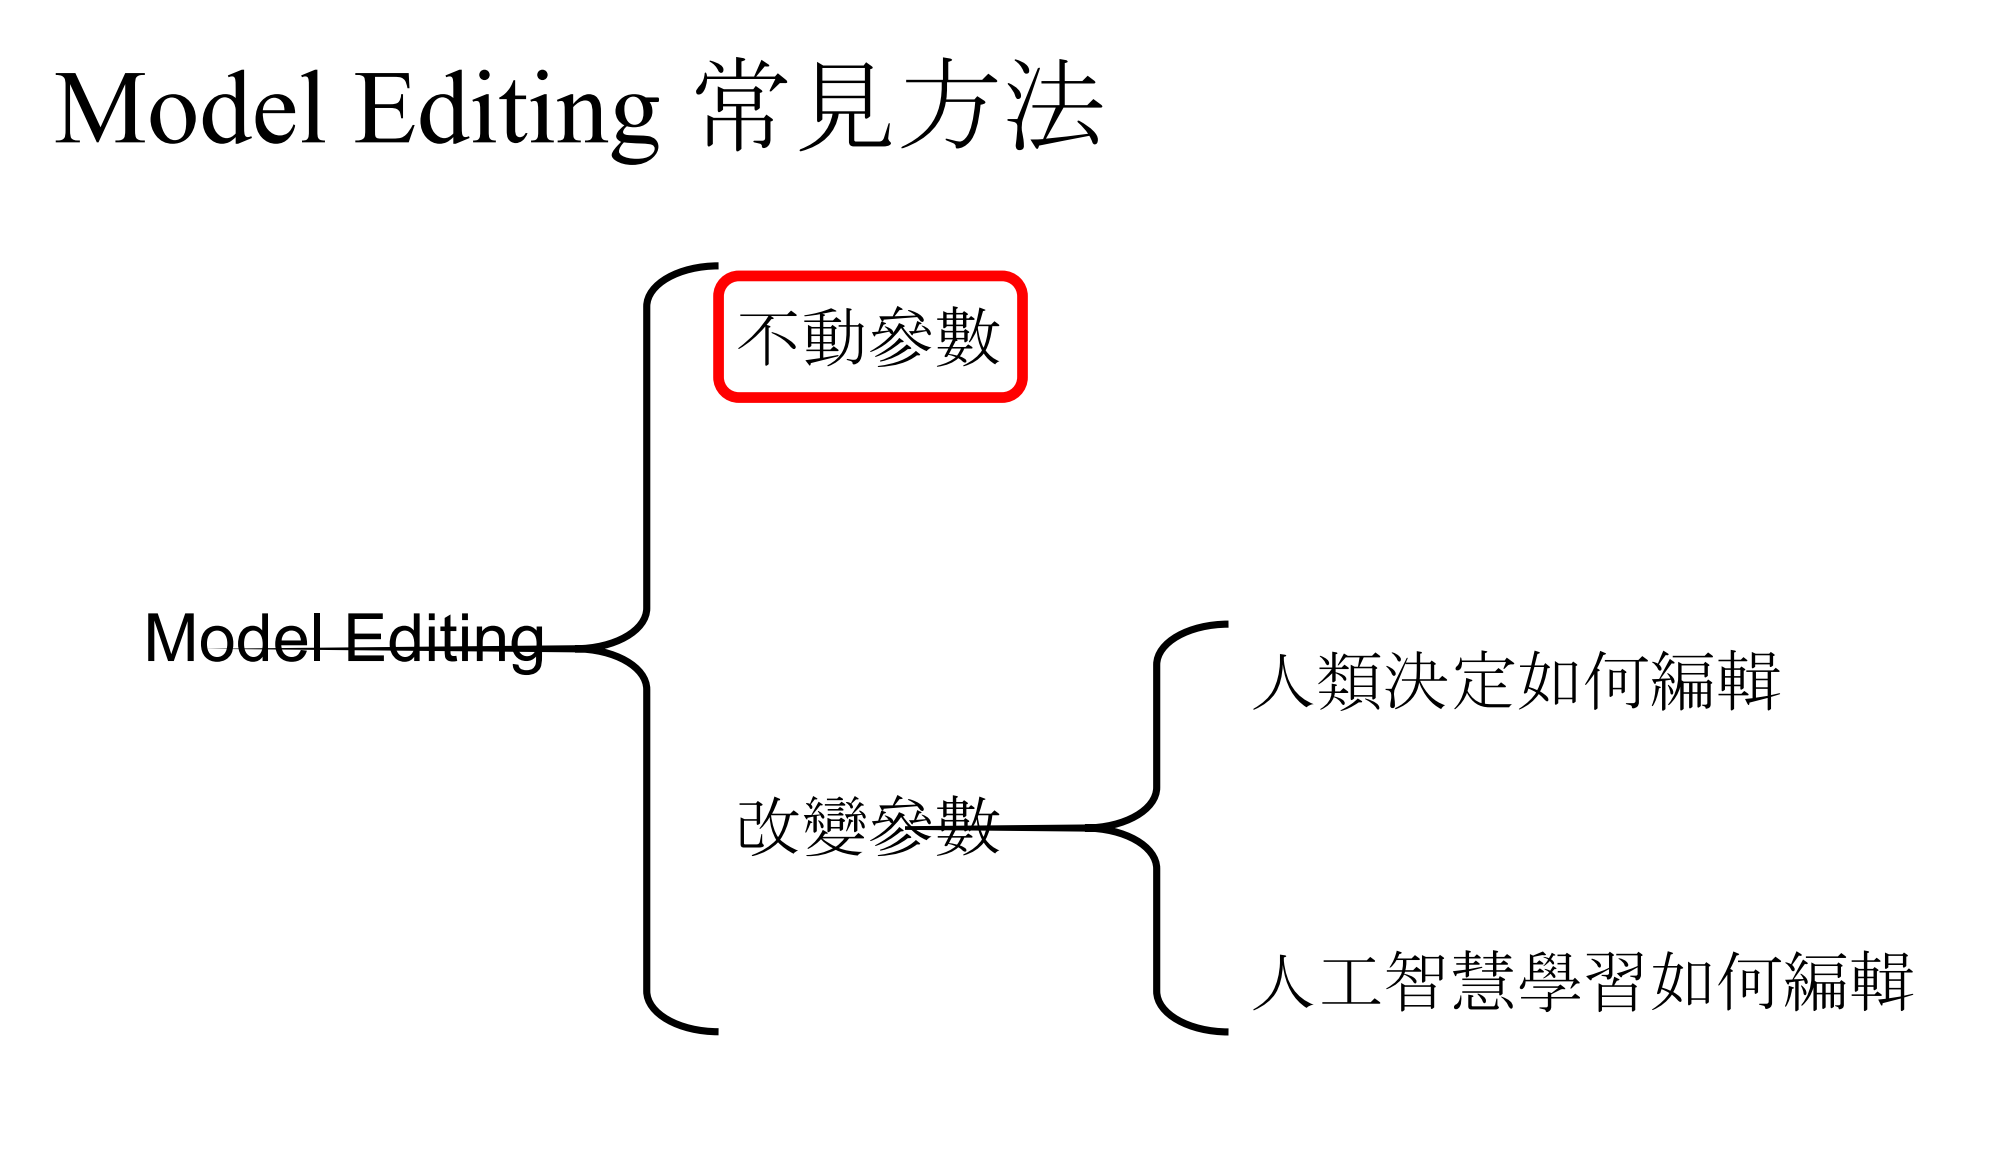 Model Editing 常見方法
不動參數
Model Editing
人類決定如何編輯
改變參數
人工智慧學習如何編輯